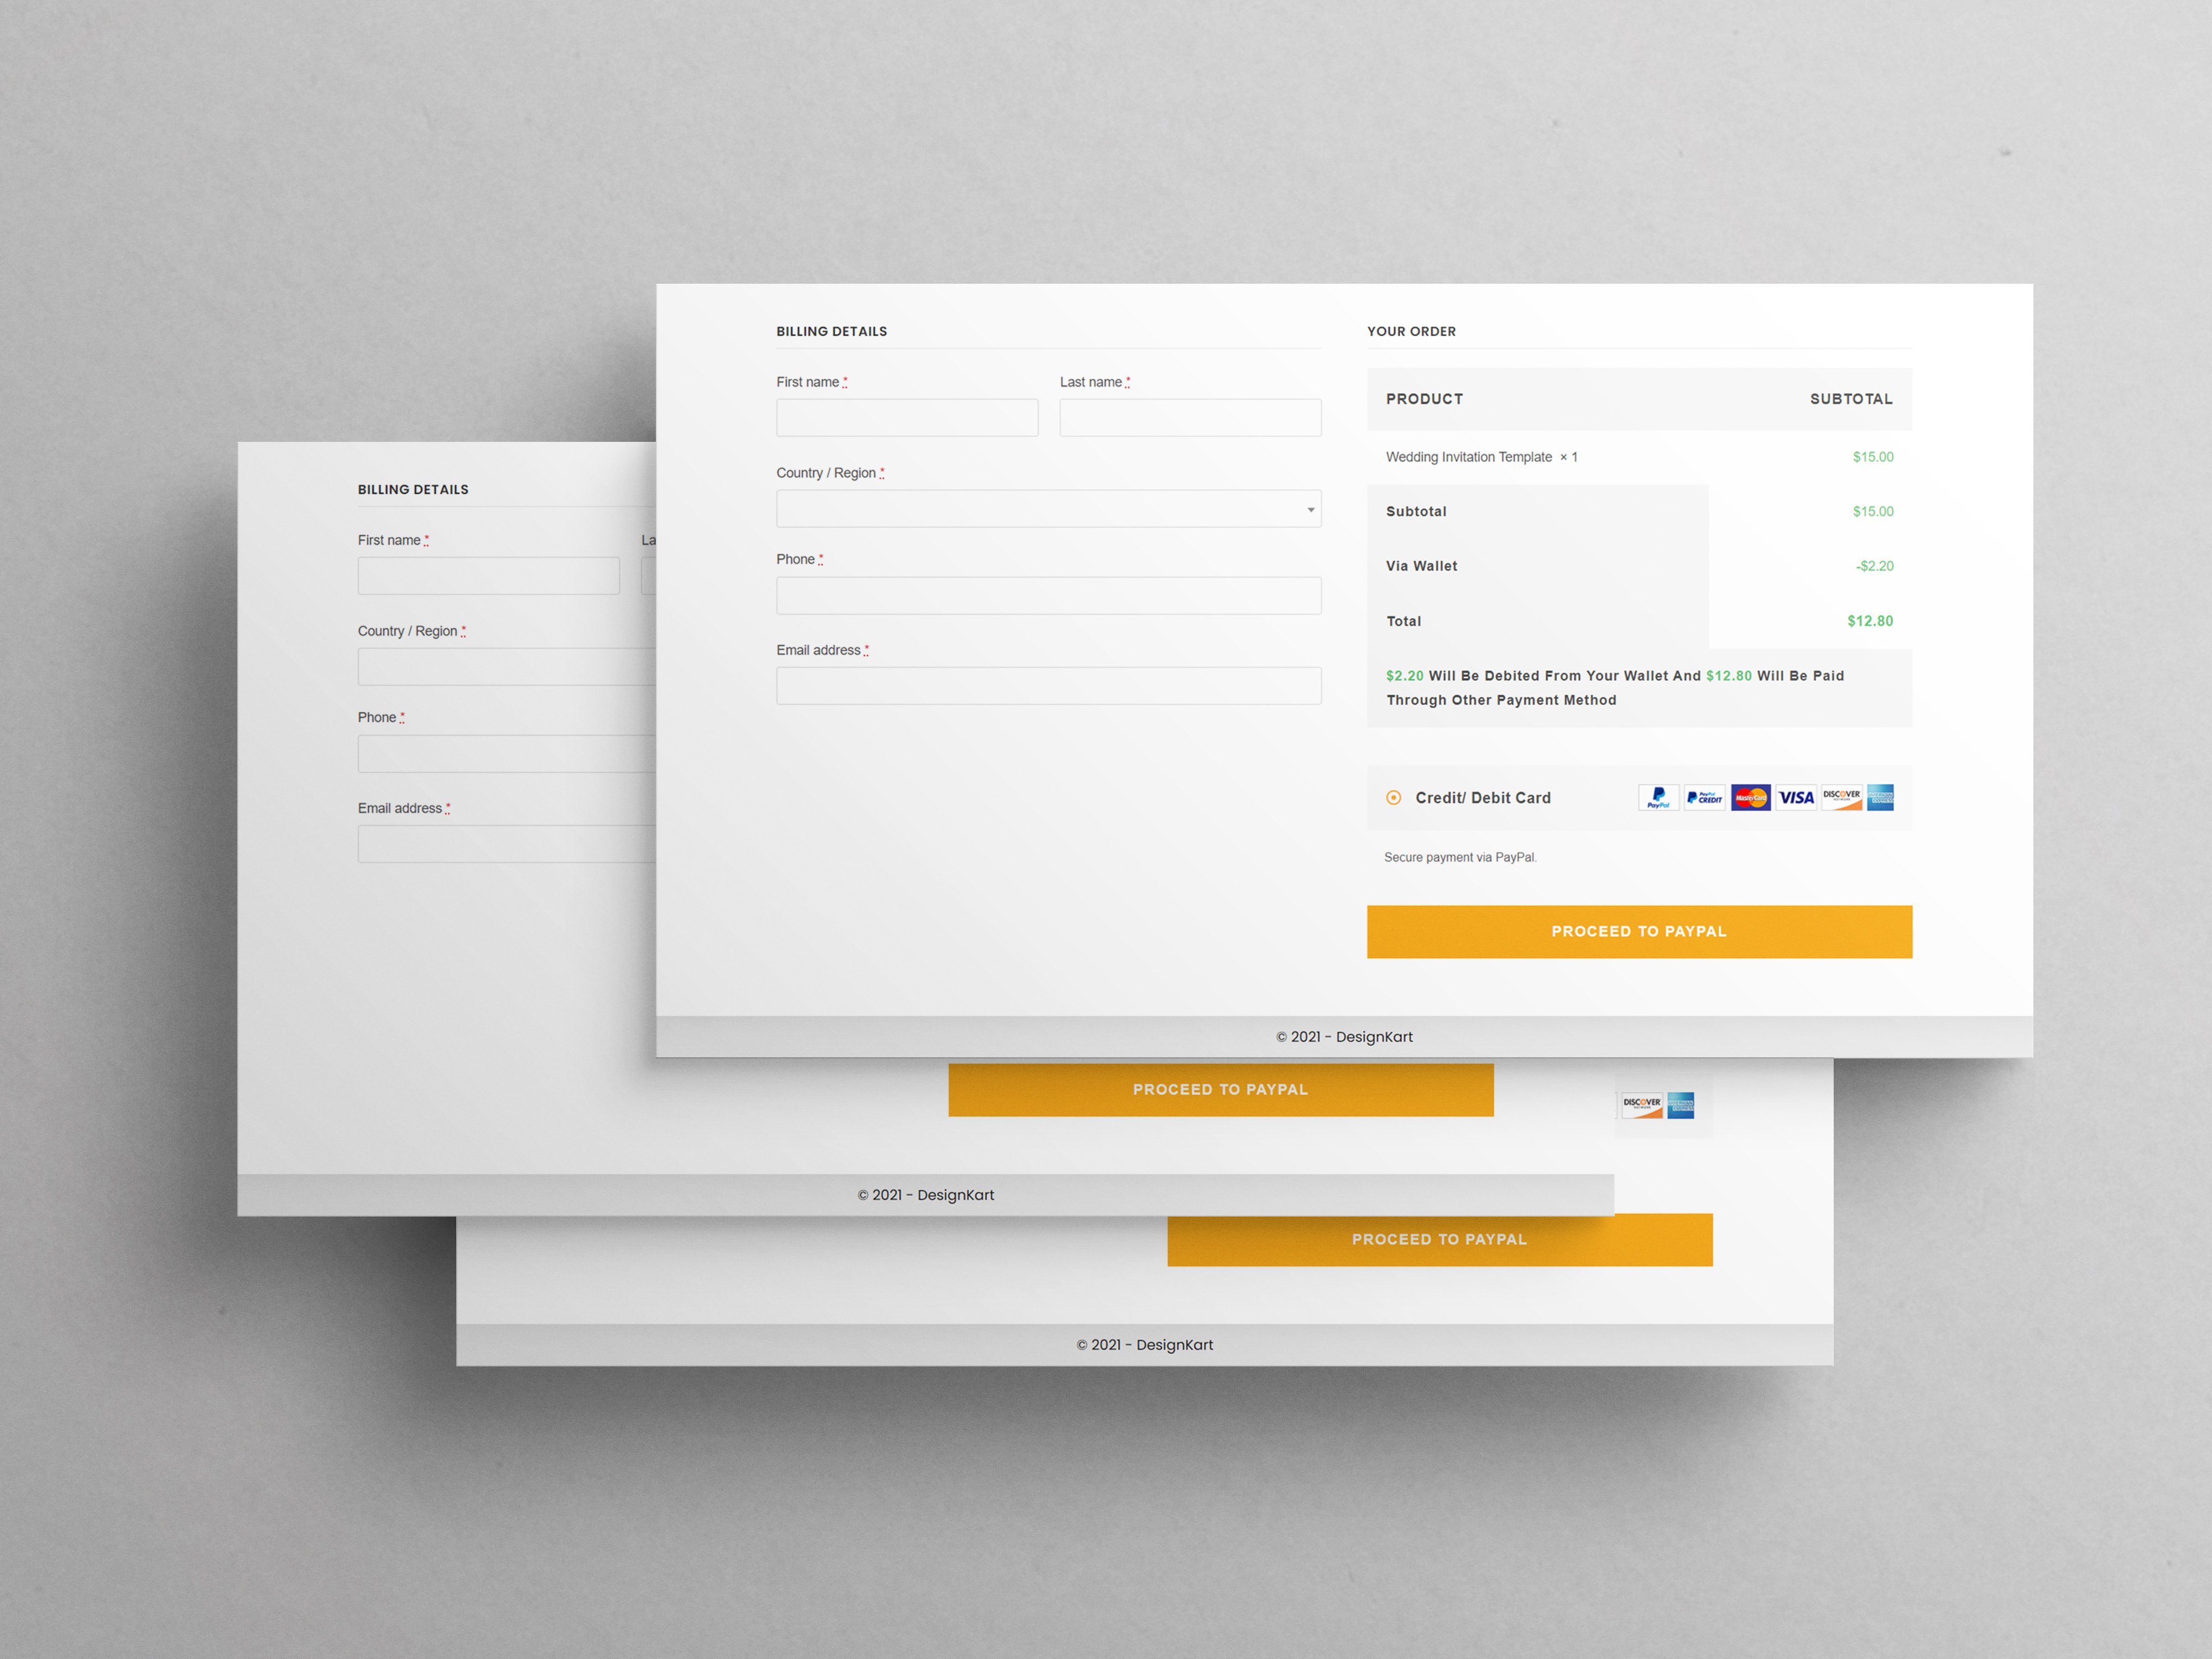 BILLING DETAILS
First name *
Last name *
Country / Region *
Phone *
Email address *
YOUR ORDER
PRODUCT SUBTOTAL
Wedding Invitation Template × 1 $15.00
Subtotal $15.00
Via Wallet -$2.20
Total $12.80
$2.20 Will Be Debited From Your Wallet And $12.80 Will Be Paid
Through Other Payment Method
Credit/ Debit Card PayPal PayPal CREDIT MasterCard VISA DISCOVER
Secure payment via PayPal.
PROCEED TO PAYPAL
© 2021 - DesignKart
BILLING DETAILS
First name *
La
Country / Region *
Phone *
Email address *
PROCEED TO PAYPAL
© 2021 - DesignKart
DISCOVER
PROCEED TO PAYPAL
© 2021 - DesignKart